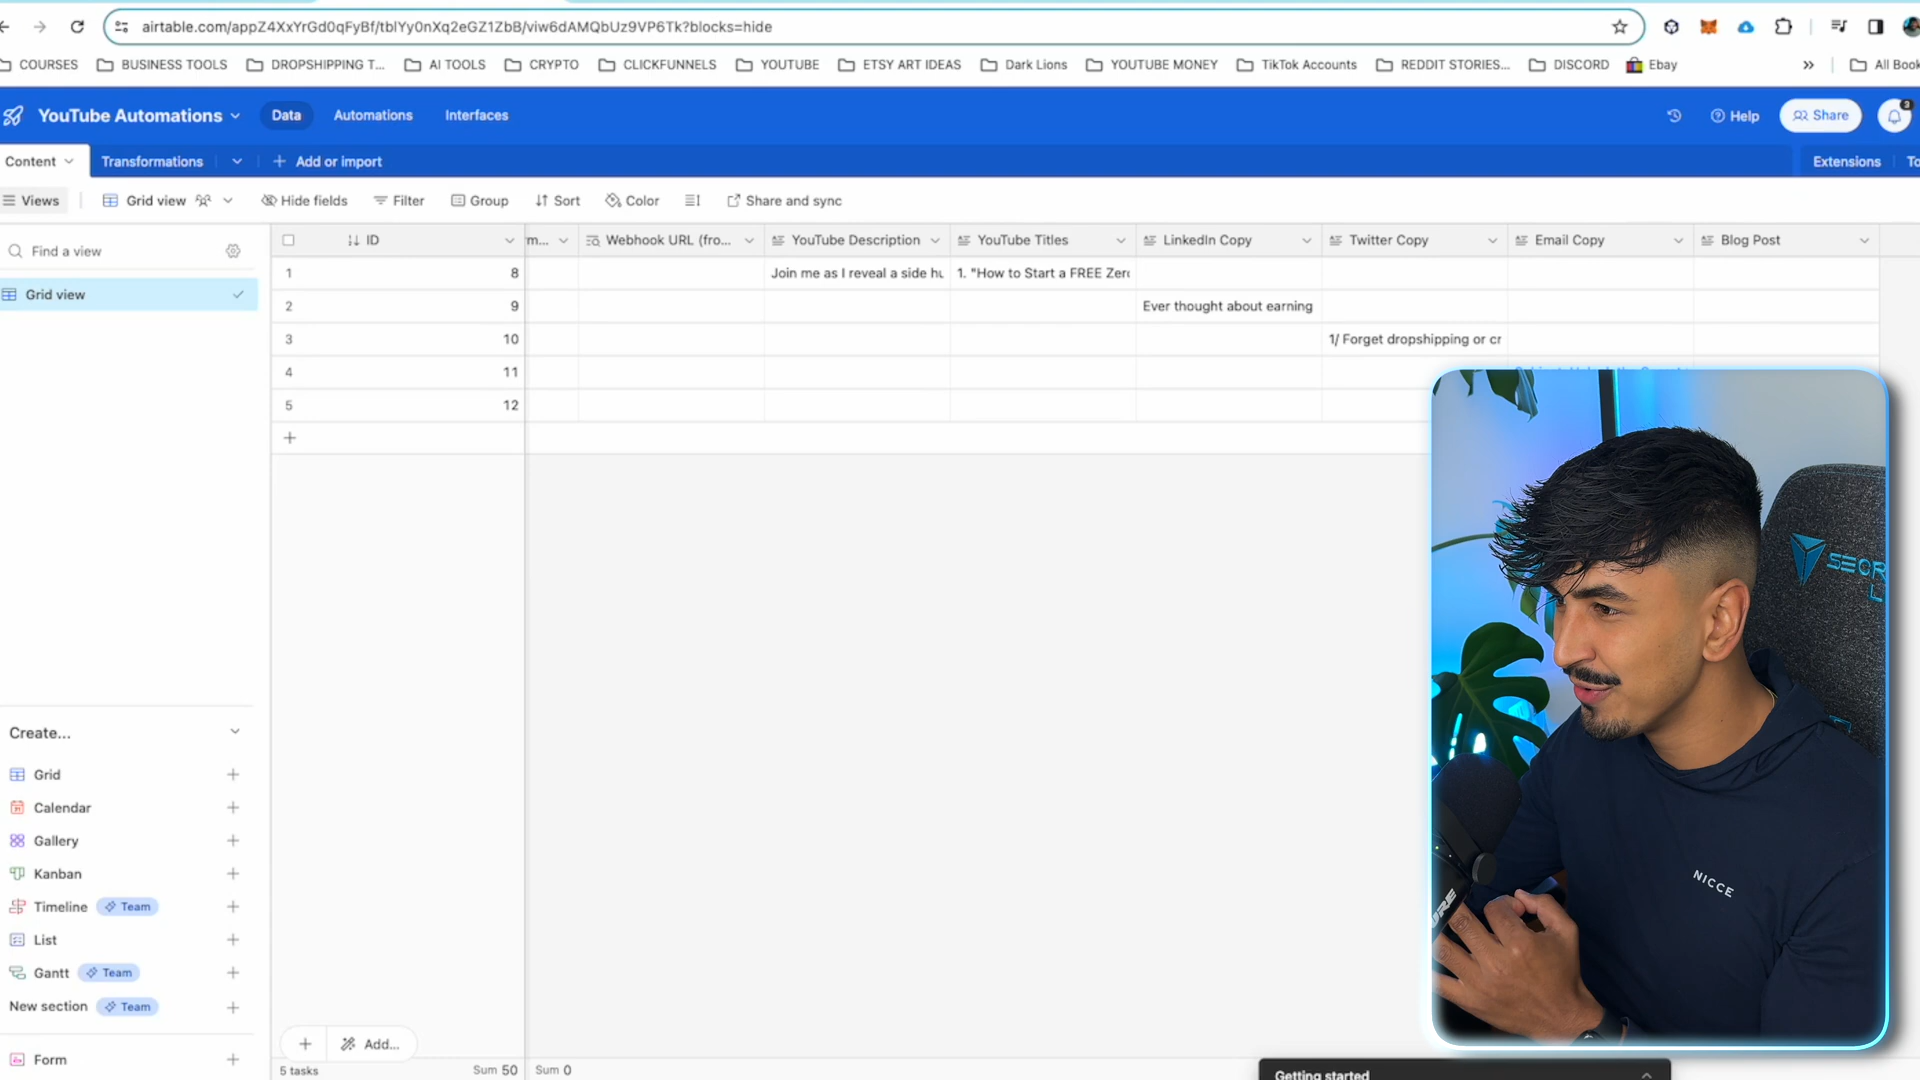 airtable.com/appZ4XxYrGd0qFyBf/tblYy0nXq2eGZ1ZbB/viw6dAMQbUz9VP6Tk?blocks=hide
COURSES BUSINESS TOOLS DROPSHIPPING T... AI TOOLS CRYPTO CLICKFUNNELS YOUTUBE ETSY ART IDEAS Dark Lions YOUTUBE MONEY TikTok Accounts REDDIT STORIES... DISCORD Ebay » All Book
YouTube Automations Data Automations Interfaces Help Share 3
Content Transformations Add or import Extensions To
Views Grid view Hide fields Filter Group Sort Color Share and sync
Find a view ID m... Webhook URL (fro... YouTube Description YouTube Titles LinkedIn Copy Twitter Copy Email Copy Blog Post
1 8 Join me as I reveal a side hu 1. "How to Start a FREE Zero
Grid view
2 9 Ever thought about earning
3 10 1/ Forget dropshipping or cr
4 11
5 12
SECR
L
Create...
Grid
Calendar
Gallery
Kanban
NICCE
URE
Timeline Team
List
Gantt Team
New section Team
Add...
Form
5 tasks Sum 50 Sum 0
Getting started